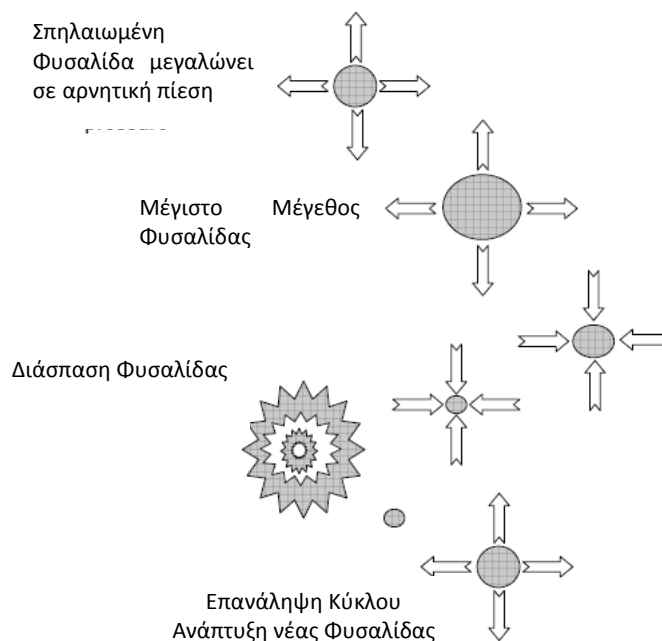 Σπηλαιωμένη
Φυσαλίδα μεγαλώνει
σε αρνητική πίεση
Μέγιστο Μέγεθος
Φυσαλίδας
Διάσπαση Φυσαλίδας
Επανάληψη Κύκλου
Ανάπτυξη νέας Φυσαλίδας